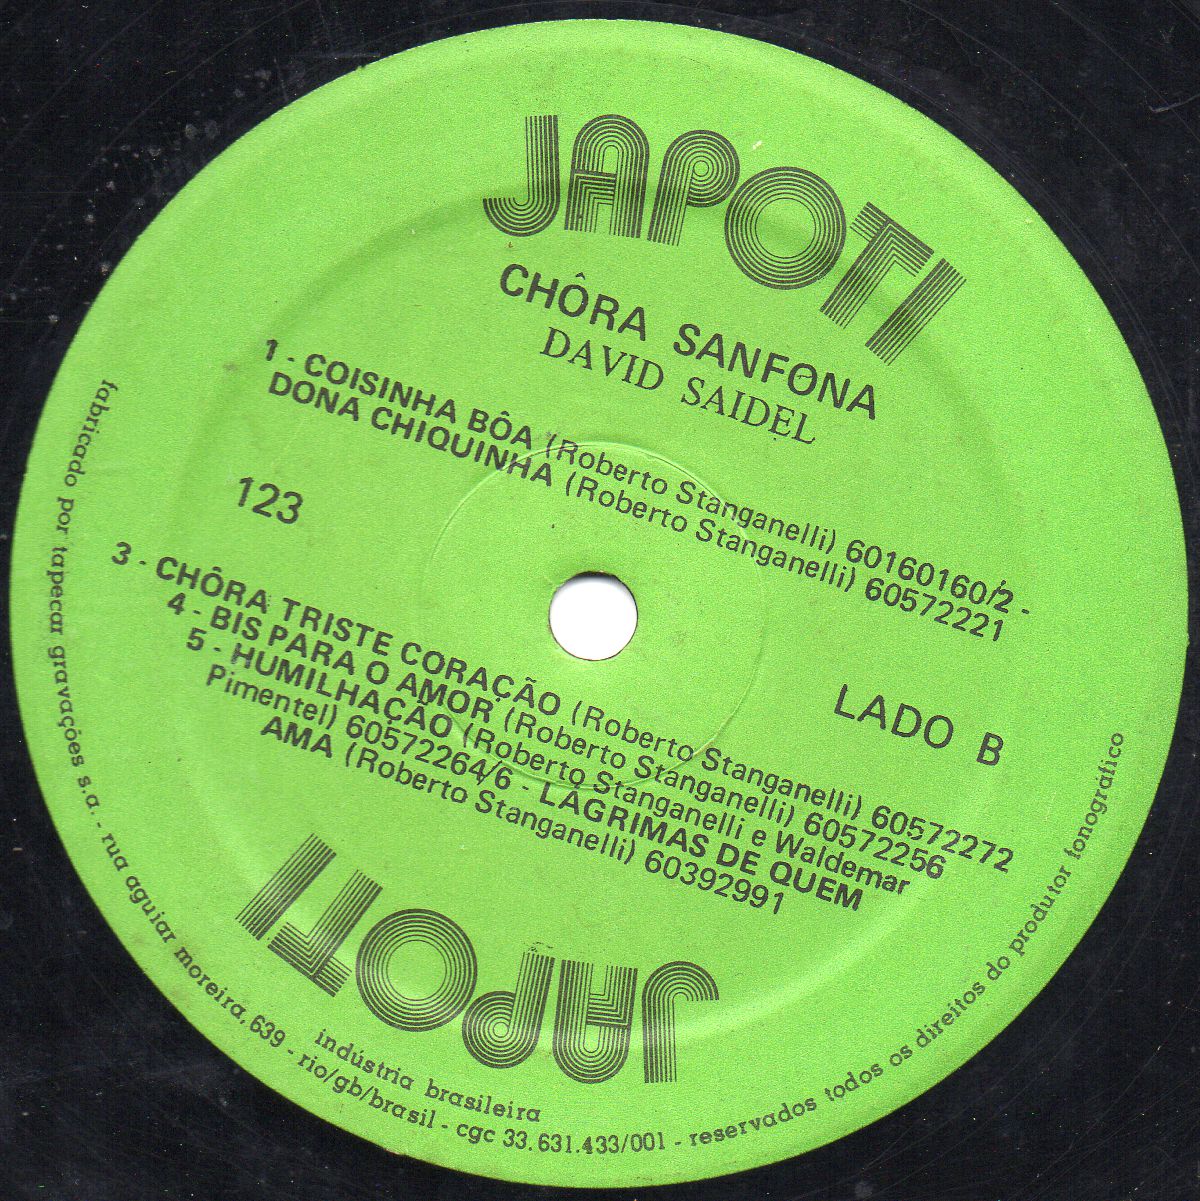 JAPOTI
CHÔRA SANFONA
DAVID SAIDEL
1 - COISINHA BÔA (Roberto Stanganelli) 60160160/2 -
DONA CHIQUINHA (Roberto Stanganelli) 60572221
123
LADO B
3 - CHÔRA TRISTE CORAÇÃO (Roberto Stanganelli) 60572272
4 - BIS PARA O AMOR (Roberto Stanganelli) 60572256
5 - HUMILHAÇÃO (Roberto Stanganelli e Waldemar
Pimentel) 60572264/6 - LÁGRIMAS DE QUEM
AMA (Roberto Stanganelli) 60392991
JAPOTI
indústria brasileira
fabricado por tapecar gravações s.a. - rua aguiar moreira, 639 - rio/gb/brasil - cgc 33.631.433/001 - reservados todos os direitos do produtor fonográfico